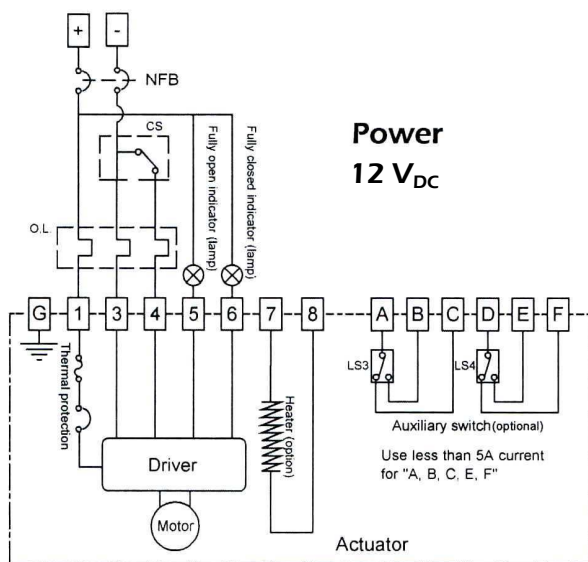 + -
NFB
CS
Power
12 VDC
Fully open indicator (lamp)
Fully closed indicator (lamp)
O.L.
G 1 3 4 5 6 7 8 A B C D E F
Thermal protection
Heater (option)
LS3
LS4
Auxiliary switch(optional)
Driver
Use less than 5A current
for "A, B, C, E, F"
Motor
Actuator